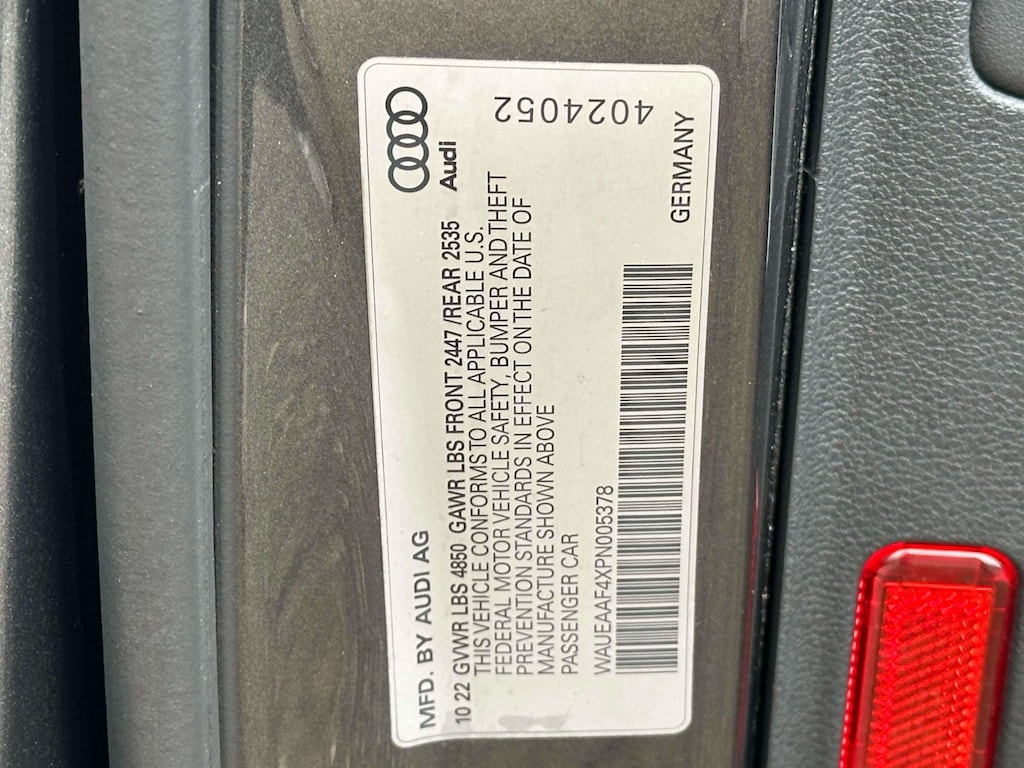 MFD. BY AUDI AG
Audi
10 22 GVWR LBS 4850 GAWR LBS FRONT 2447 /REAR 2535
THIS VEHICLE CONFORMS TO ALL APPLICABLE U.S.
FEDERAL MOTOR VEHICLE SAFETY, BUMPER AND THEFT
PREVENTION STANDARDS IN EFFECT ON THE DATE OF
MANUFACTURE SHOWN ABOVE
PASSENGER CAR
WAUEAAF4XPN005378
GERMANY
4024052